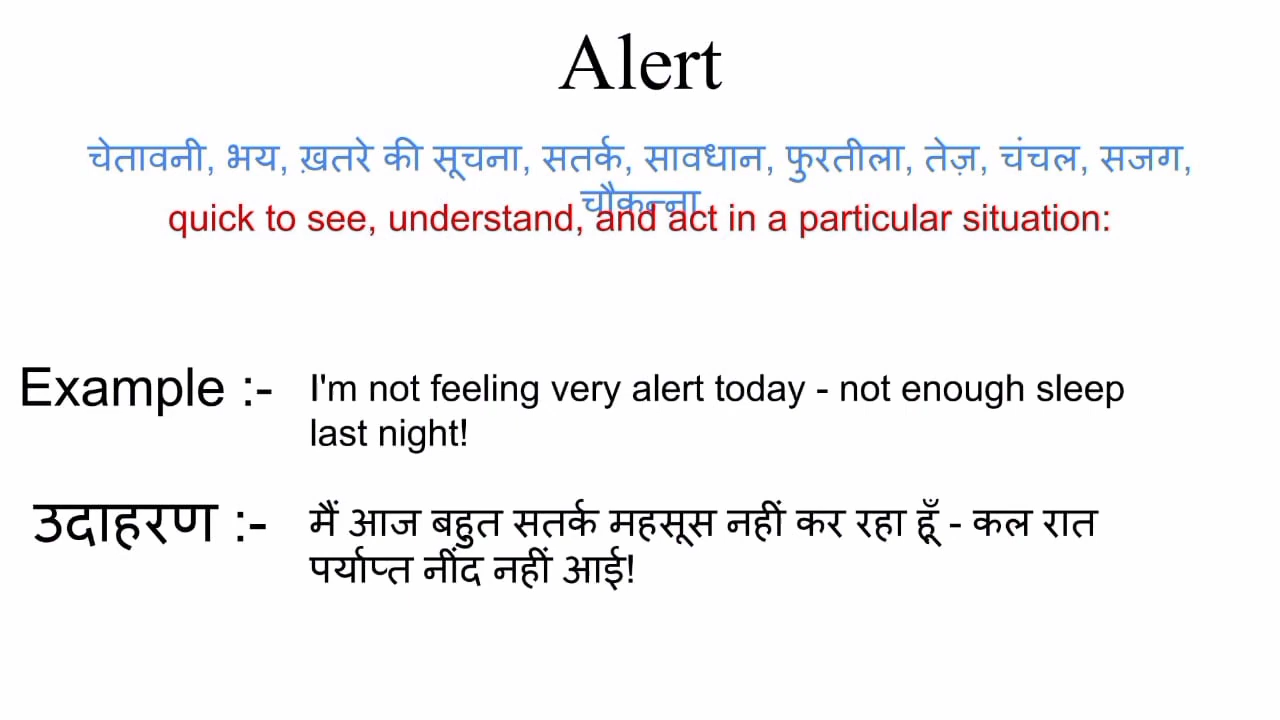 Alert
चेतावनी, भय, ख़तरे की सूचना, सतर्क, सावधान, फुरतीला, तेज़, चंचल, सजग,
चौकन्ना
quick to see, understand, and act in a particular situation:
Example :- I'm not feeling very alert today - not enough sleep
last night!
उदाहरण :- मैं आज बहुत सतर्क महसूस नहीं कर रहा हूँ - कल रात
पर्याप्त नींद नहीं आई!